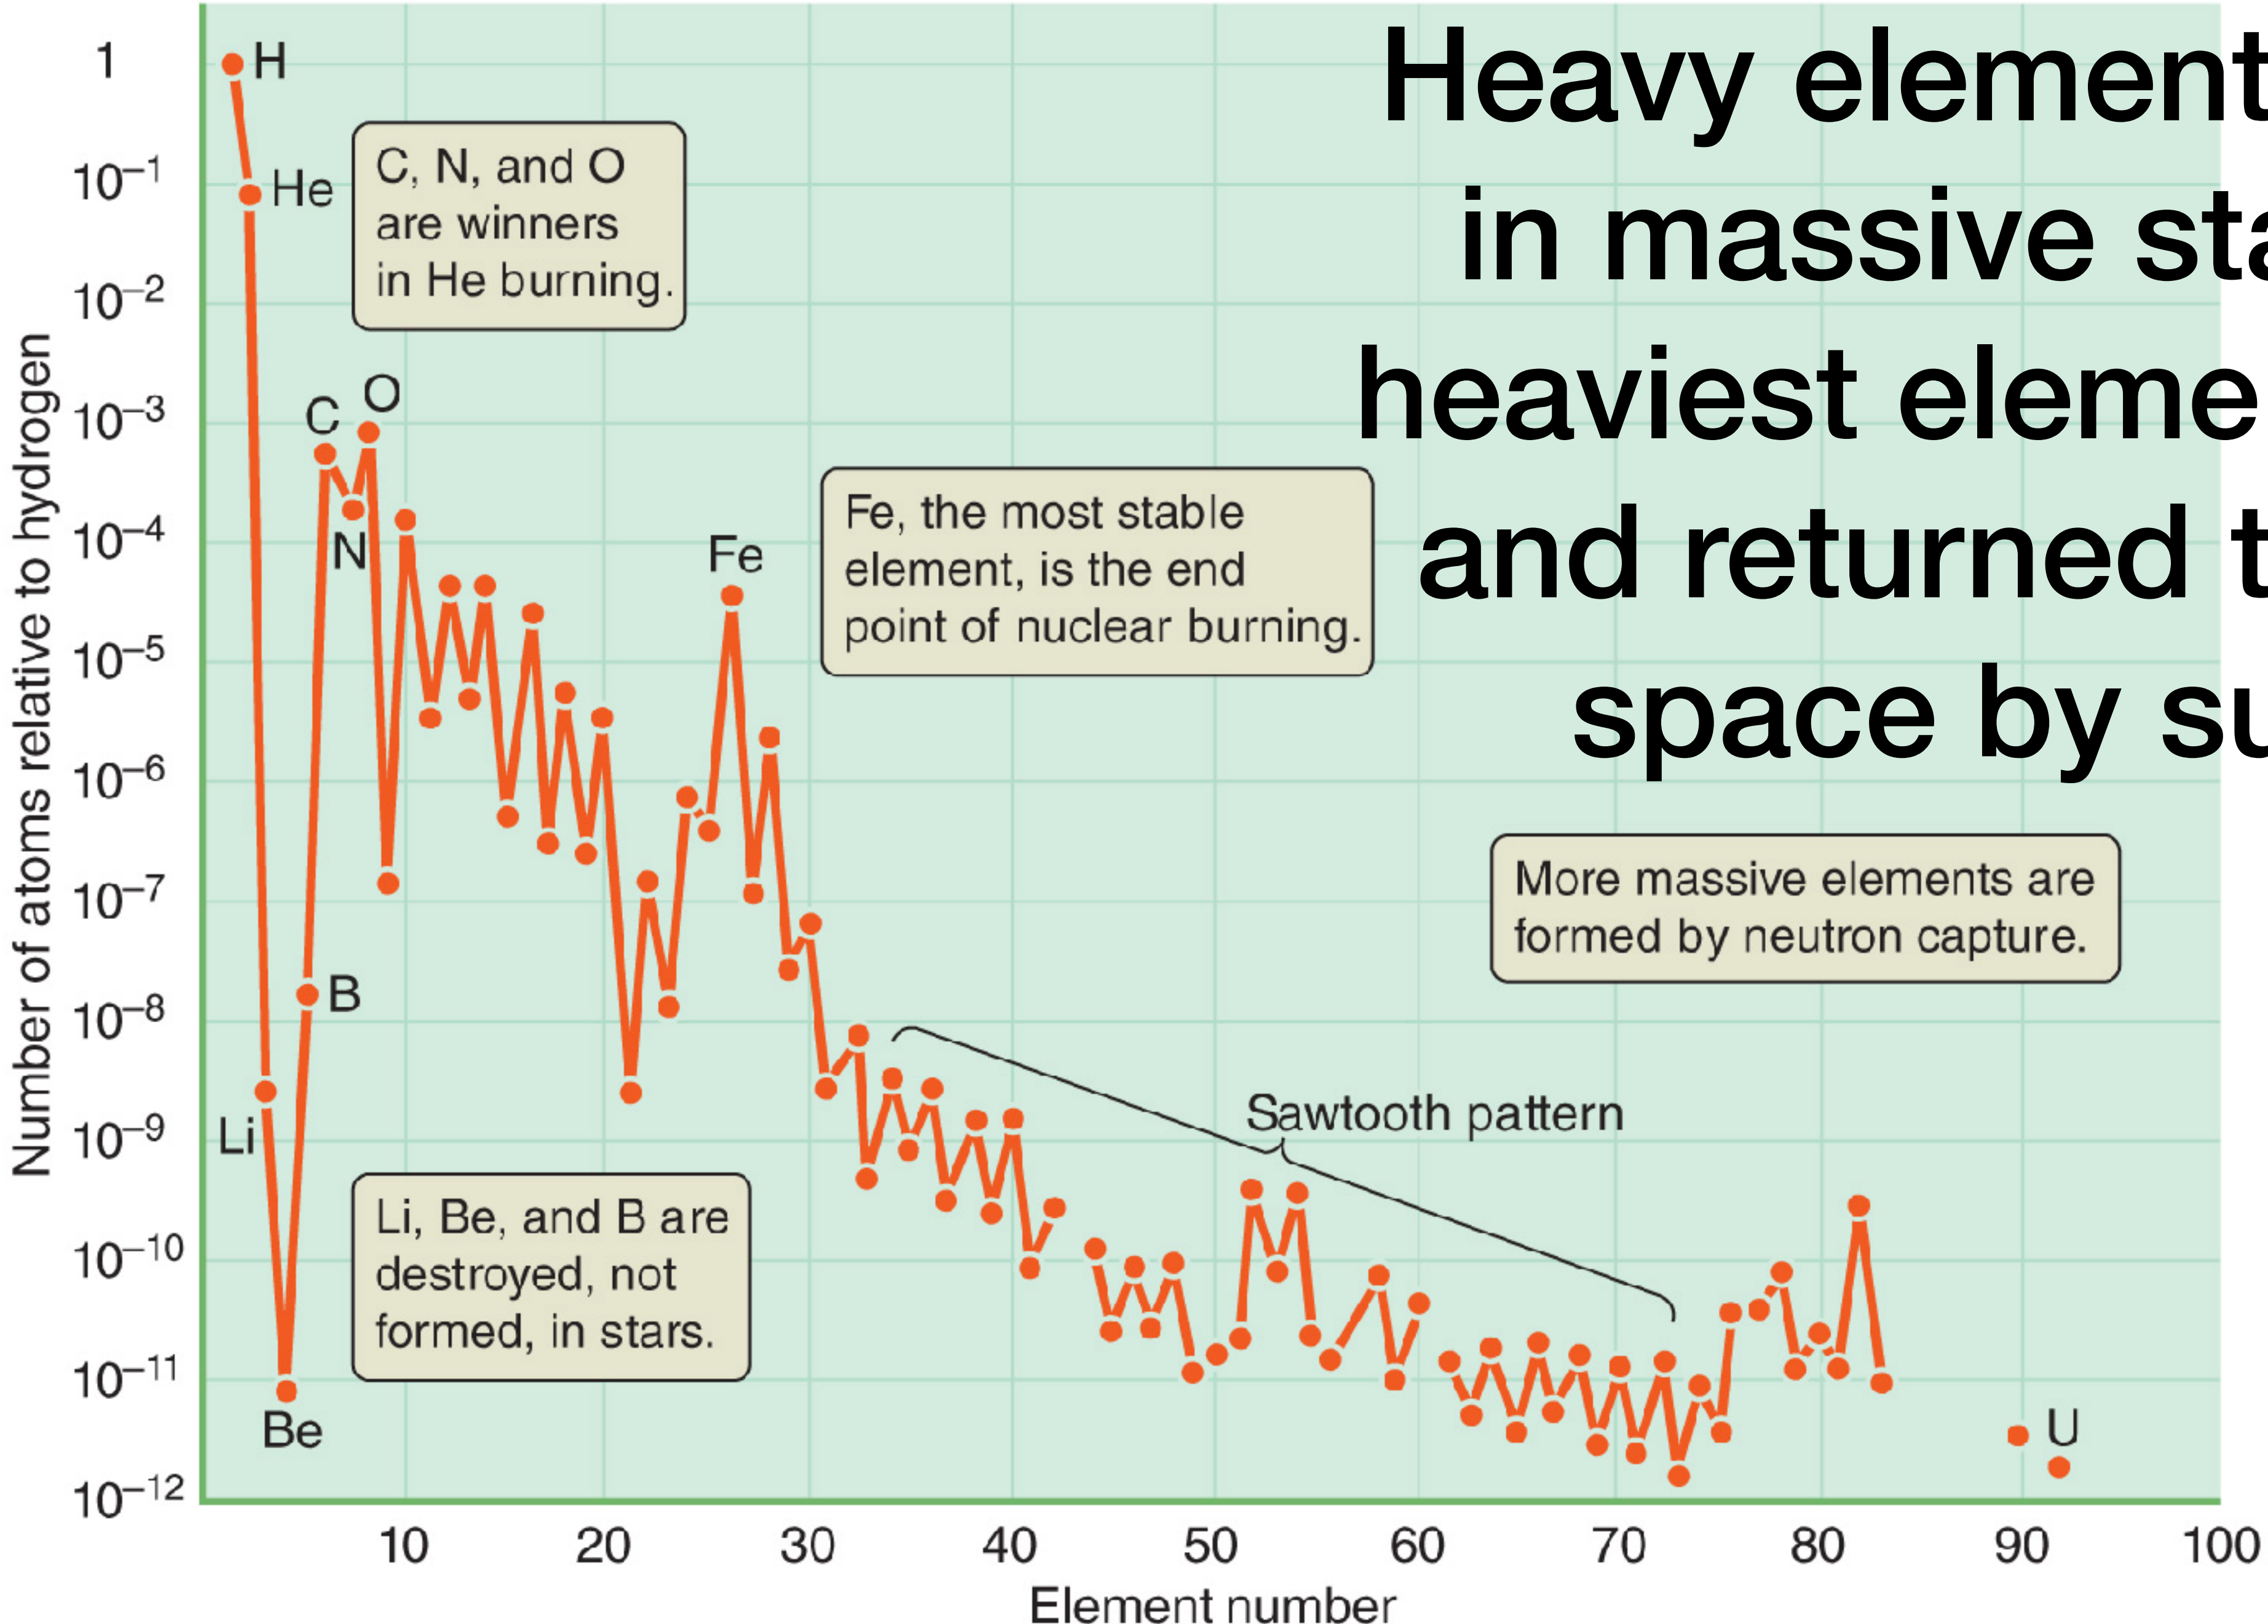 Heavy element
in massive sta
heaviest eleme
and returned t
space by su
Number of atoms relative to hydrogen
1
10⁻¹
10⁻²
10⁻³
10⁻⁴
10⁻⁵
10⁻⁶
10⁻⁷
10⁻⁸
10⁻⁹
10⁻¹⁰
10⁻¹¹
10⁻¹²
H
He
C, N, and O
are winners
in He burning.
C
O
N
Fe
Fe, the most stable
element, is the end
point of nuclear burning.
More massive elements are
formed by neutron capture.
B
Li
Be
Sawtooth pattern
Li, Be, and B are
destroyed, not
formed, in stars.
U
10 20 30 40 50 60 70 80 90 100
Element number